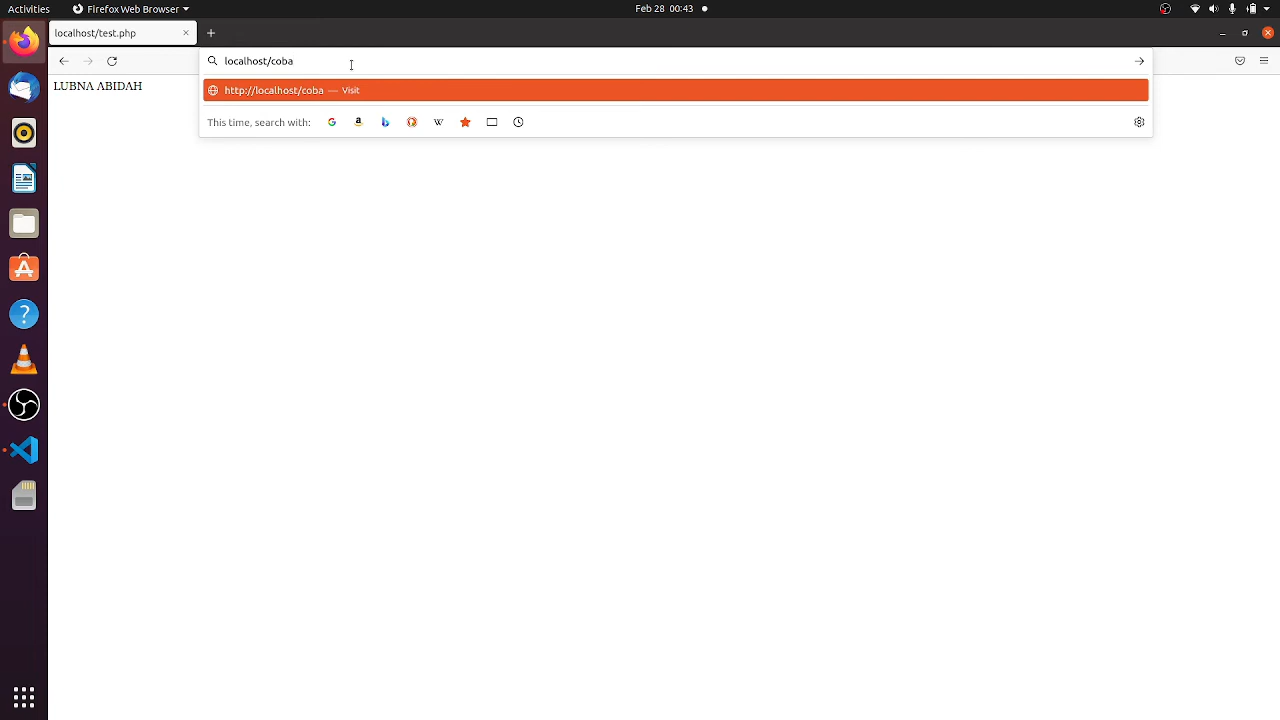 Activities Firefox Web Browser Feb 28 00:43
localhost/test.php
localhost/coba
LUBNA ABIDAH
http://localhost/coba — Visit
This time, search with: